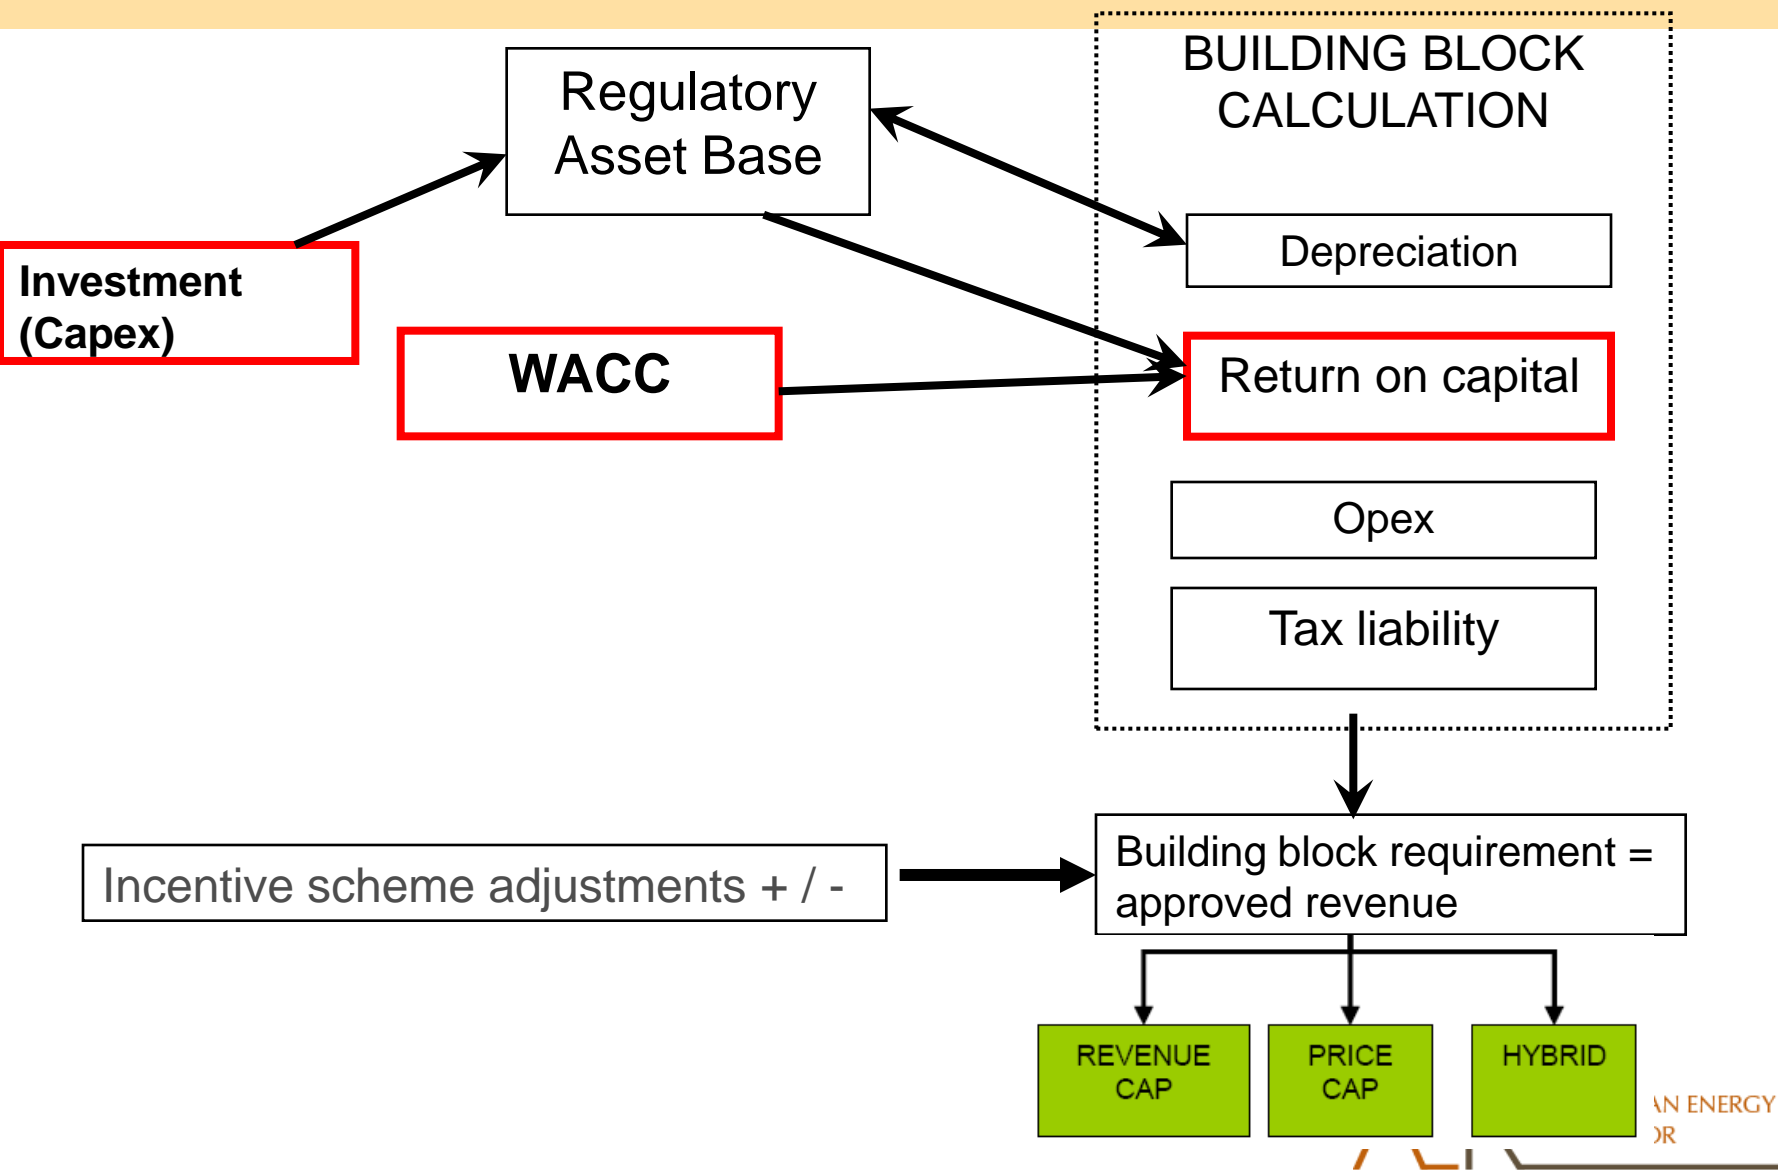 BUILDING BLOCK
CALCULATION
Regulatory
Asset Base
Depreciation
Investment
(Capex)
WACC
Return on capital
Opex
Tax liability
Incentive scheme adjustments + / -
Building block requirement =
approved revenue
REVENUE
CAP
PRICE
CAP
HYBRID
ENERGY